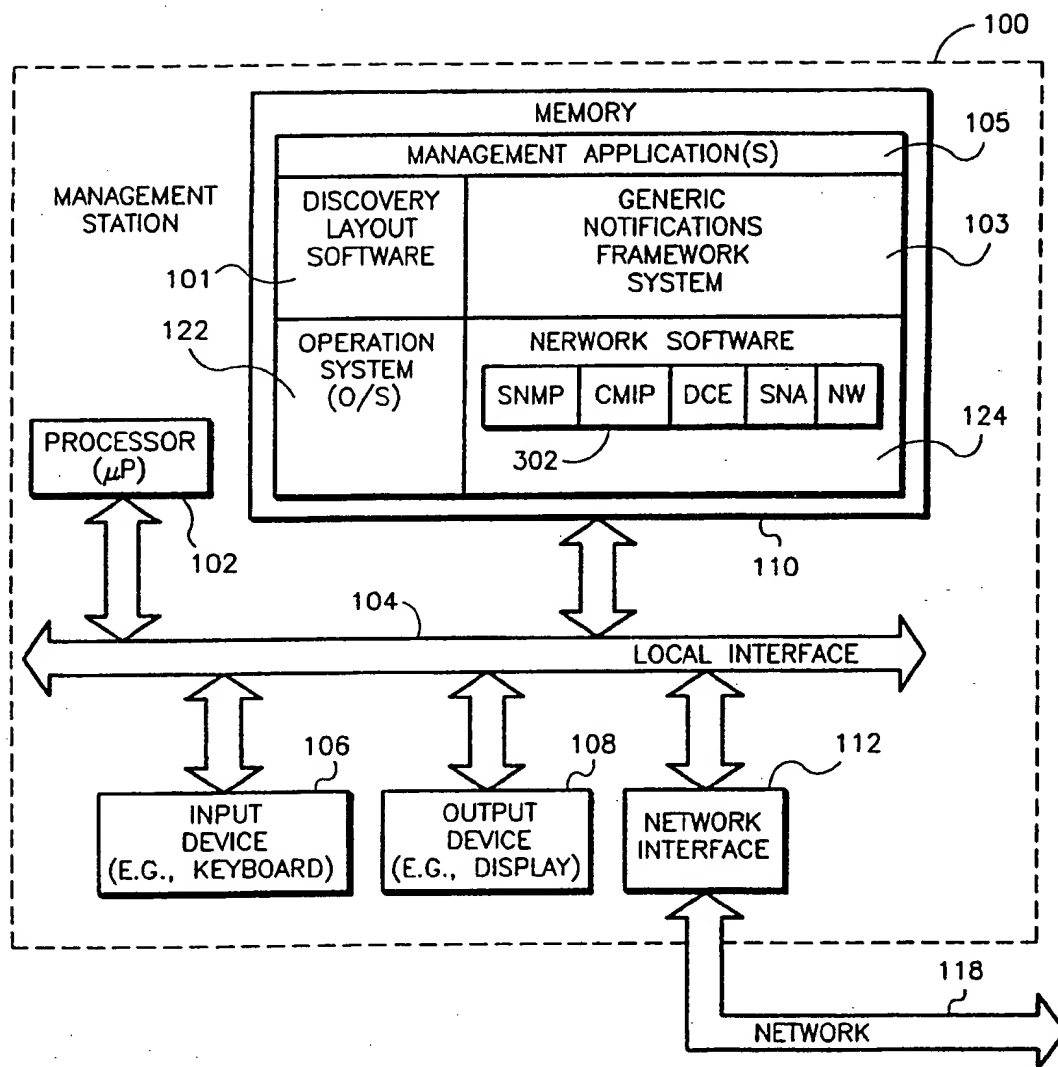 100
MEMORY
105
MANAGEMENT APPLICATION(S)
MANAGEMENT
STATION
DISCOVERY
LAYOUT
SOFTWARE
101
GENERIC
NOTIFICATIONS
FRAMEWORK
SYSTEM
103
122
OPERATION
SYSTEM
(O/S)
NERWORK SOFTWARE
SNMP CMIP DCE SNA NW
302
124
PROCESSOR
(μP)
102
110
104
LOCAL INTERFACE
106
INPUT
DEVICE
(E.G., KEYBOARD)
108
OUTPUT
DEVICE
(E.G., DISPLAY)
112
NETWORK
INTERFACE
118
NETWORK